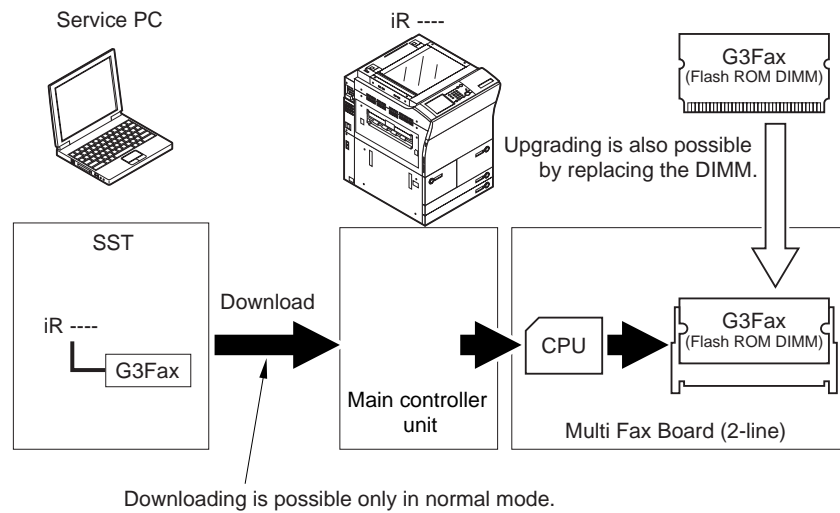 Service PC
iR ----
G3Fax
(Flash ROM DIMM)
Upgrading is also possible
by replacing the DIMM.
SST
Download
iR ----
G3Fax
Main controller
unit
CPU
G3Fax
(Flash ROM DIMM)
Multi Fax Board (2-line)
Downloading is possible only in normal mode.